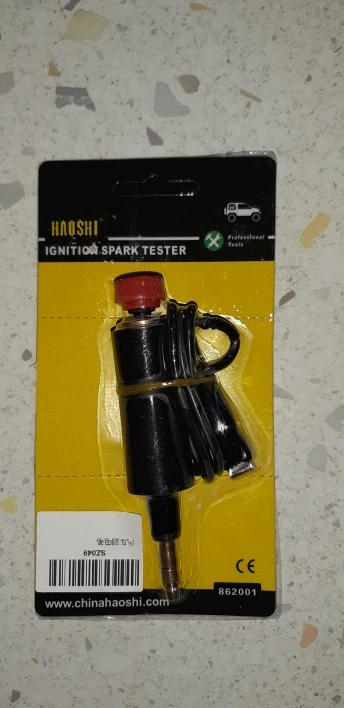 HAOSHI
IGNITION SPARK TESTER
Professional
Tools
SZ049
CE
862001
www.chinahaoshi.com